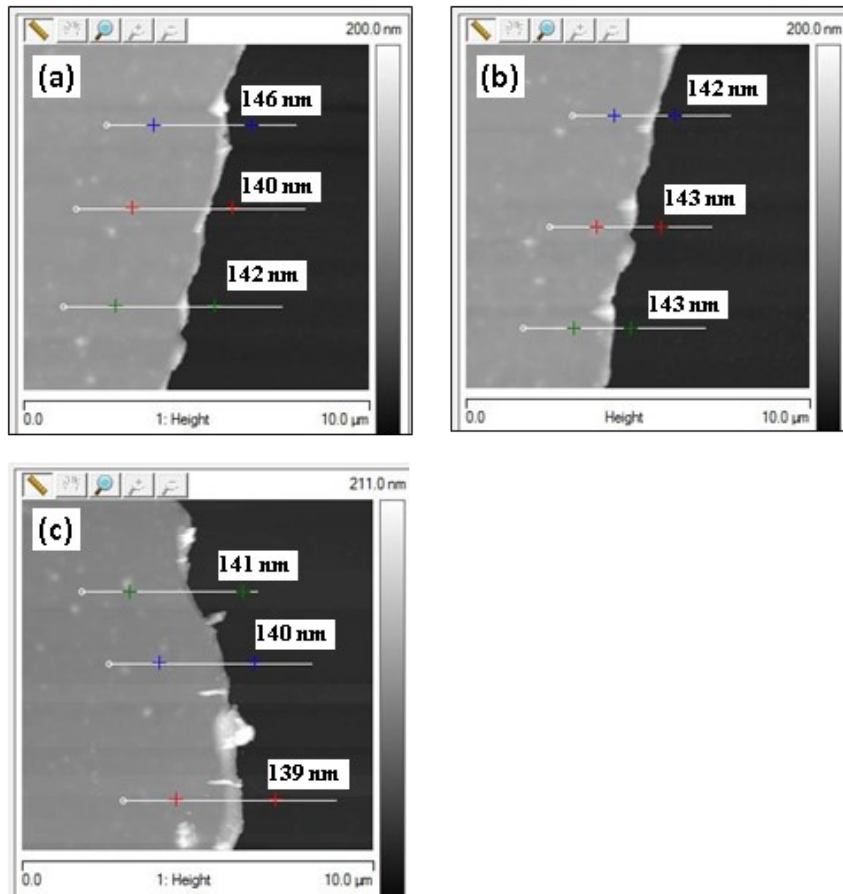 200.0 nm
(a)
146 nm
140 nm
142 nm
0.0 1: Height 10.0 µm
200.0 nm
(b)
142 nm
143 nm
143 nm
0.0 Height 10.0 µm
211.0 nm
(c)
141 nm
140 nm
139 nm
0.0 1: Height 10.0 µm